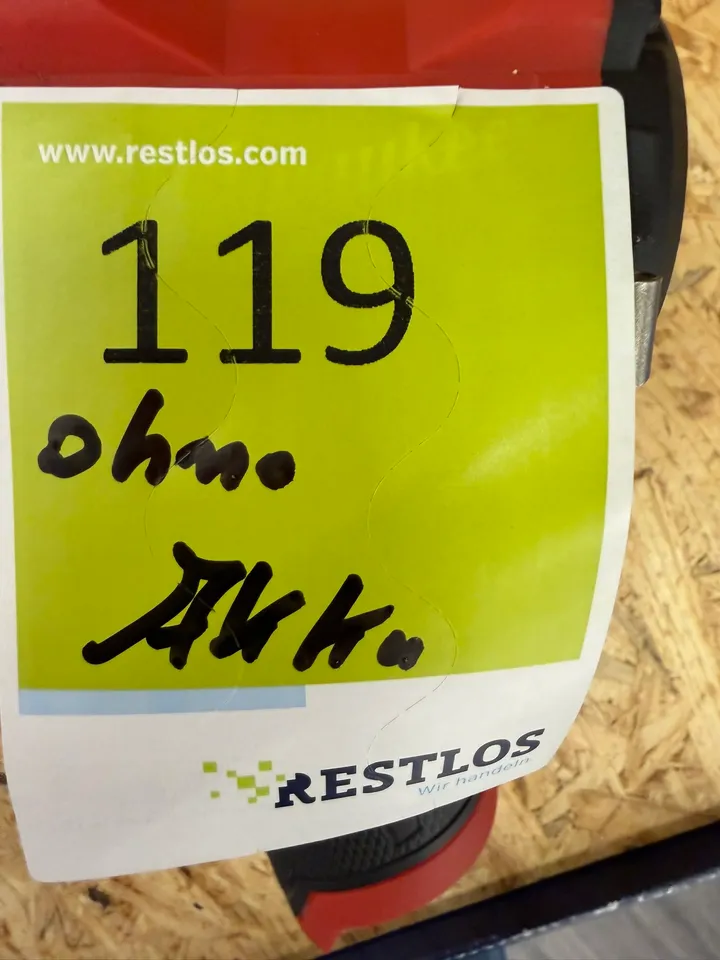 www.restlos.com
119
ohne
Akku
RESTLOS
Wir handeln.